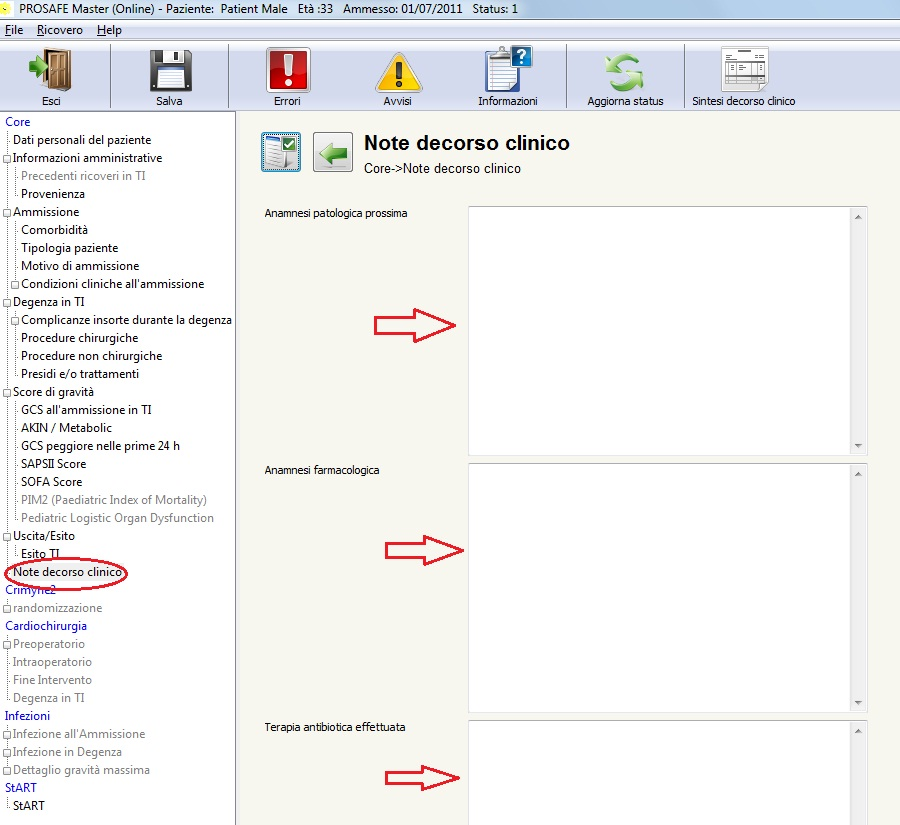 PROSAFE Master (Online) - Paziente: Patient Male Età :33 Ammesso: 01/07/2011 Status: 1
File Ricovero Help
Esci Salva Errori Avvisi Informazioni Aggiorna status Sintesi decorso clinico
Core
Dati personali del paziente
Informazioni amministrative
Precedenti ricoveri in TI
Provenienza
Ammissione
Comorbidità
Tipologia paziente
Motivo di ammissione
Condizioni cliniche all'ammissione
Degenza in TI
Complicanze insorte durante la degenza
Procedure chirurgiche
Procedure non chirurgiche
Presidi e/o trattamenti
Score di gravità
GCS all'ammissione in TI
AKIN / Metabolic
GCS peggiore nelle prime 24 h
SAPSII Score
SOFA Score
PIM2 (Paediatric Index of Mortality)
Pediatric Logistic Organ Dysfunction
Uscita/Esito
Esito TI
Note decorso clinico
Crimyne2
randomizzazione
Cardiochirurgia
Preoperatorio
Intraoperatorio
Fine Intervento
Degenza in TI
Infezioni
Infezione all'Ammissione
Infezione in Degenza
Dettaglio gravità massima
StART
StART
Note decorso clinico
Core->Note decorso clinico
Anamnesi patologica prossima
Anamnesi farmacologica
Terapia antibiotica effettuata